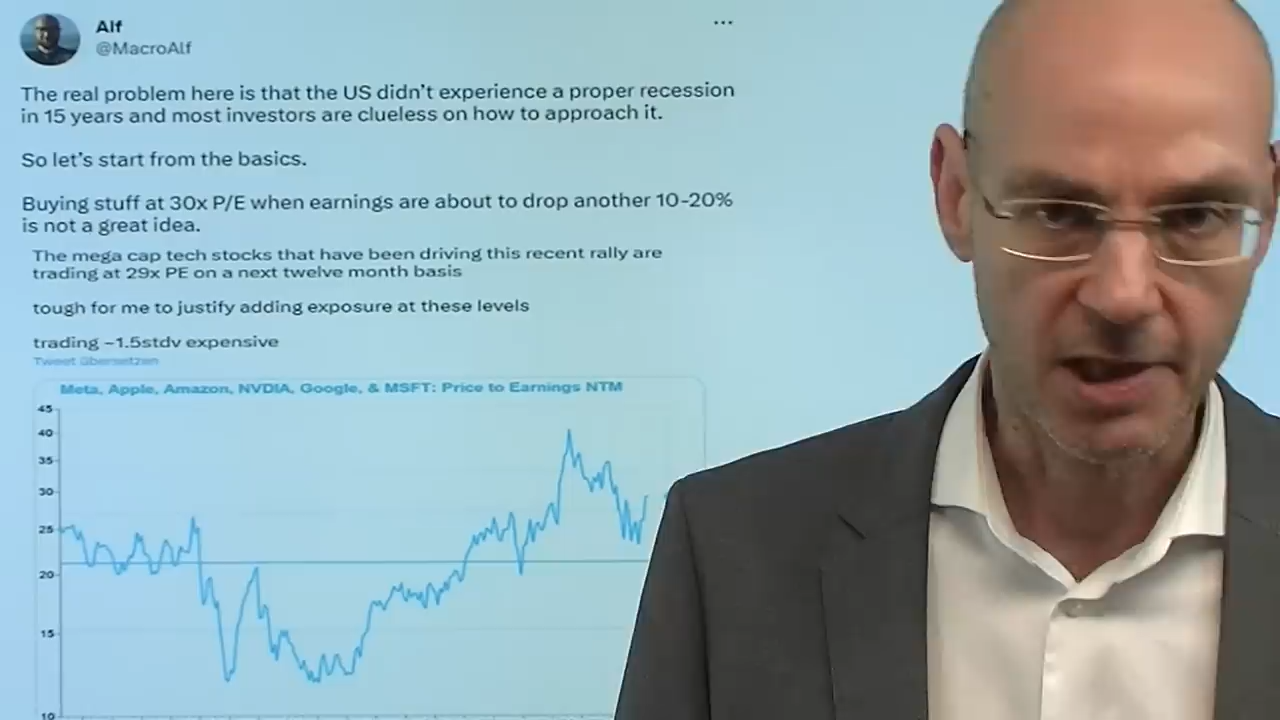 Alf
@MacroAlf
...
The real problem here is that the US didn't experience a proper recession
in 15 years and most investors are clueless on how to approach it.
So let's start from the basics.
Buying stuff at 30x P/E when earnings are about to drop another 10-20%
is not a great idea.
The mega cap tech stocks that have been driving this recent rally are
trading at 29x PE on a next twelve month basis
tough for me to justify adding exposure at these levels
trading ~1.5stdv expensive
Tweet übersetzen
Meta, Apple, Amazon, NVDIA, Google, & MSFT: Price to Earnings NTM
45
40
35
30
25
20
15
10